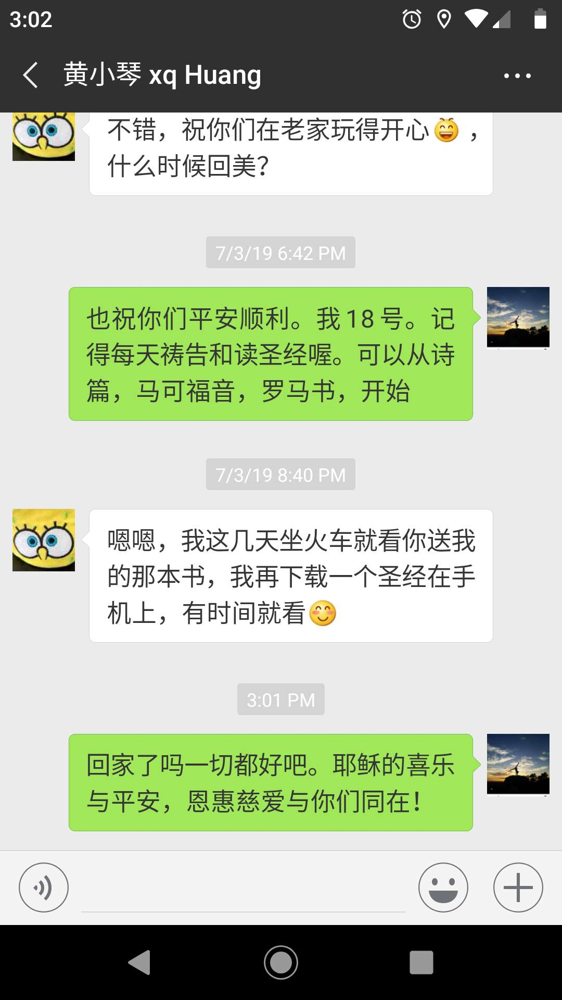 3:02
黄小琴 xq Huang
不错，祝你们在老家玩得开心😆，
什么时候回美？
7/3/19 6:42 PM
也祝你们平安顺利。我 18 号。记
得每天祷告和读圣经喔。可以从诗
篇，马可福音，罗马书，开始
7/3/19 8:40 PM
嗯嗯，我这几天坐火车就看你送我
的那本书，我再下载一个圣经在手
机上，有时间就看😊
3:01 PM
回家了吗一切都好吧。耶稣的喜乐
与平安，恩惠慈爱与你们同在！